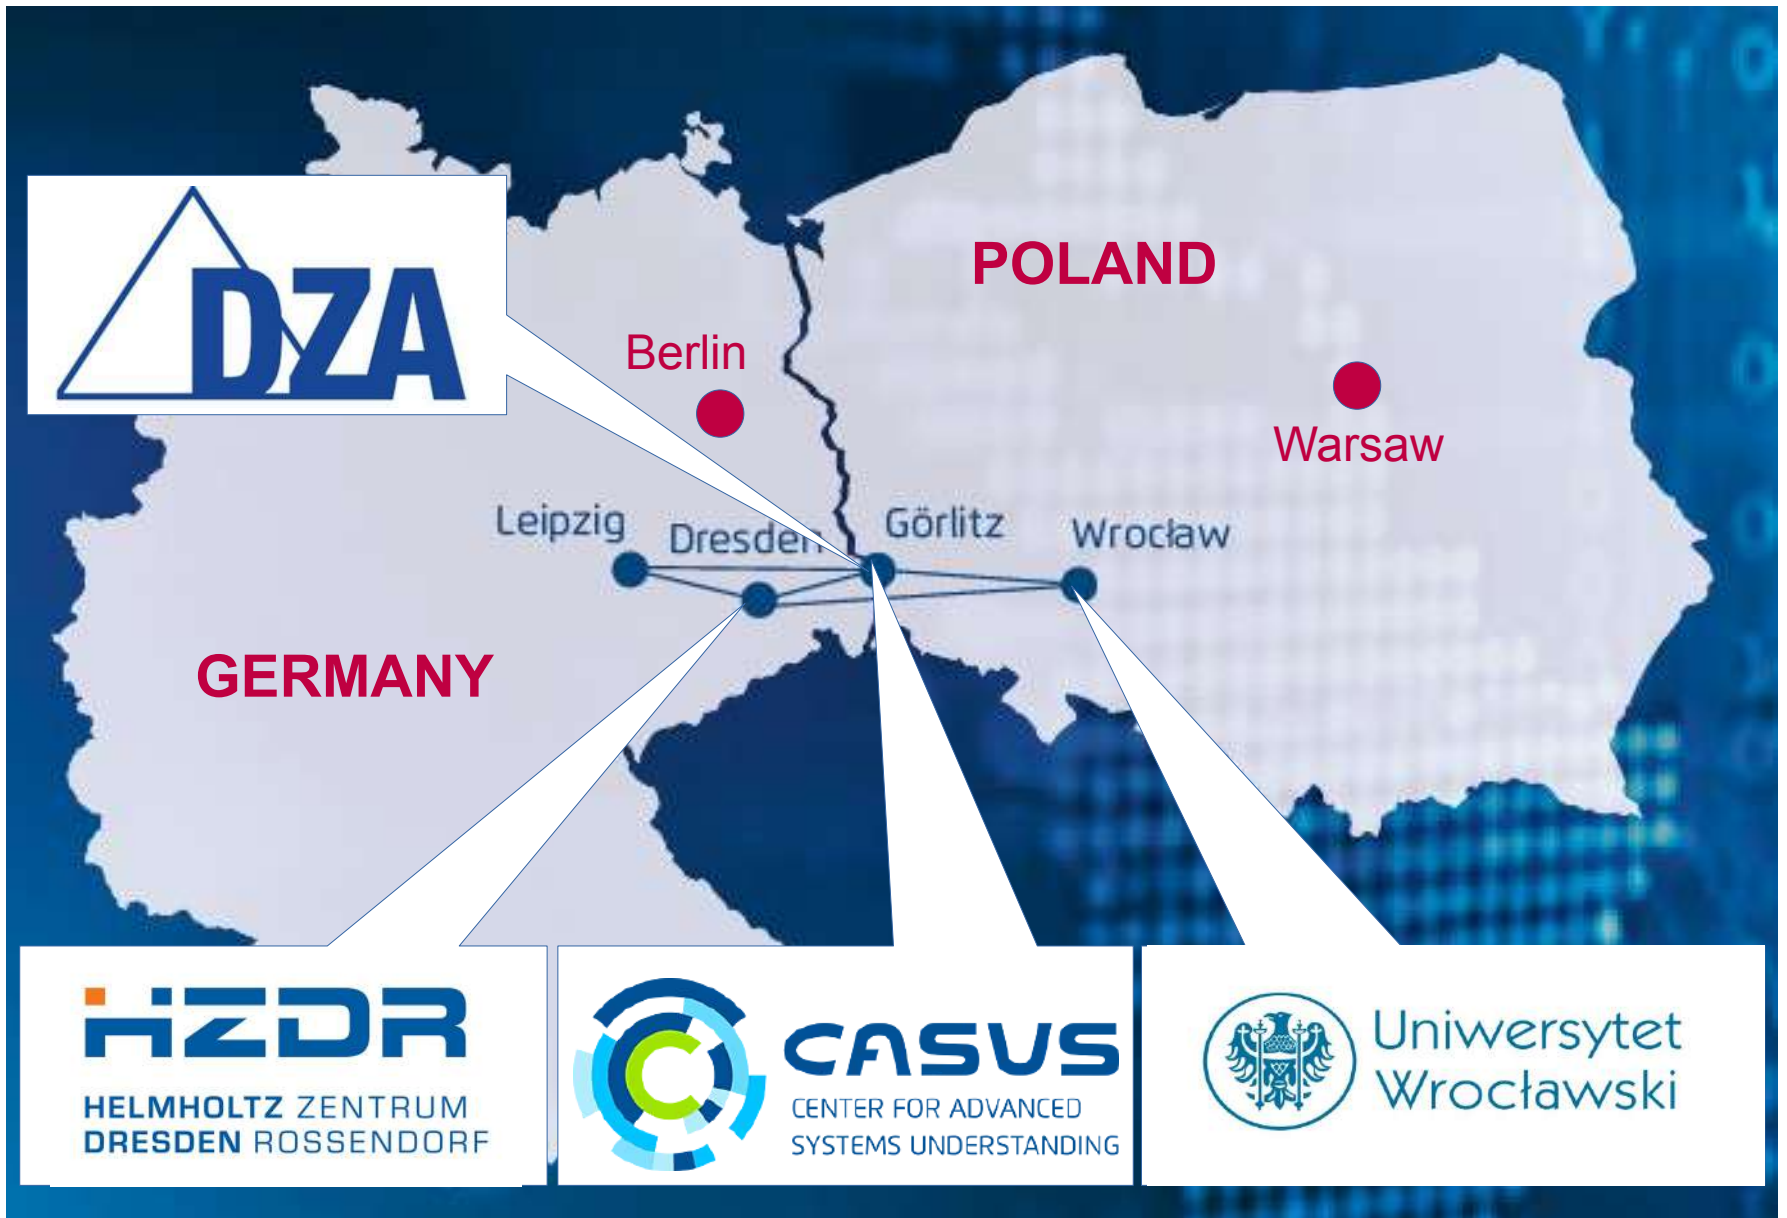 DZA
POLAND
Berlin
Warsaw
Leipzig
Dresden
Görlitz
Wrocław
GERMANY
HZDR
HELMHOLTZ ZENTRUM
DRESDEN ROSSENDORF
CASUS
CENTER FOR ADVANCED
SYSTEMS UNDERSTANDING
Uniwersytet
Wrocławski